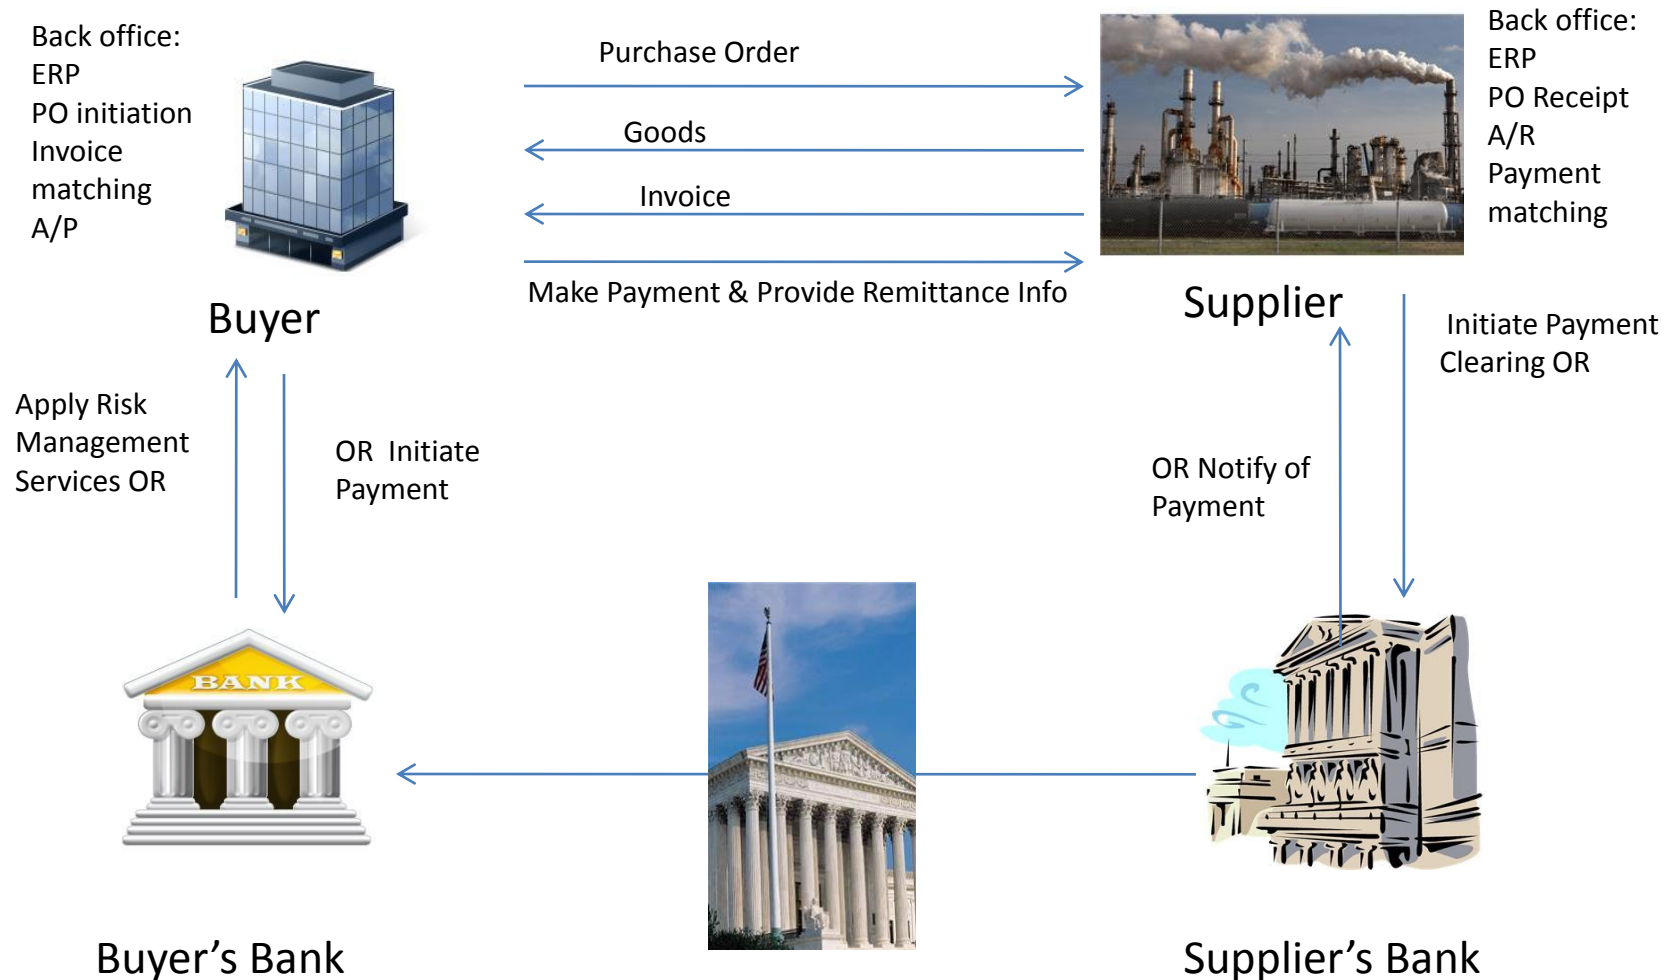 Back office:
ERP
PO initiation
Invoice
matching
A/P
Purchase Order
Goods
Invoice
Make Payment & Provide Remittance Info
Back office:
ERP
PO Receipt
A/R
Payment
matching
Buyer
Supplier
Apply Risk
Management
Services OR
OR  Initiate
Payment
OR Notify of
Payment
Initiate Payment
Clearing OR
BANK
Buyer’s Bank
Supplier’s Bank